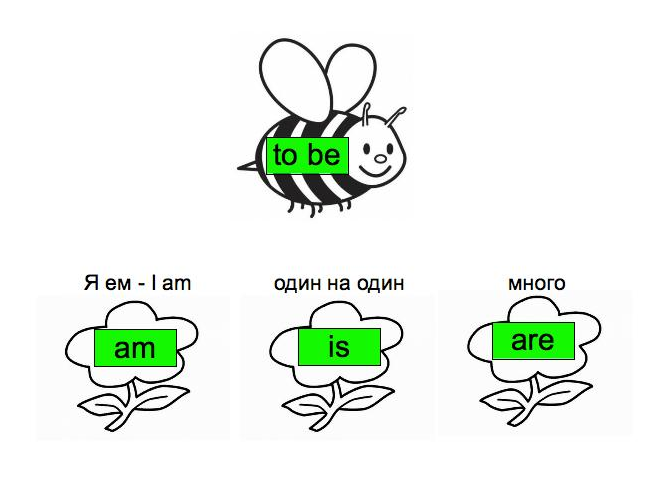 to be
Я ем - I am
один на один
много
am
is
are